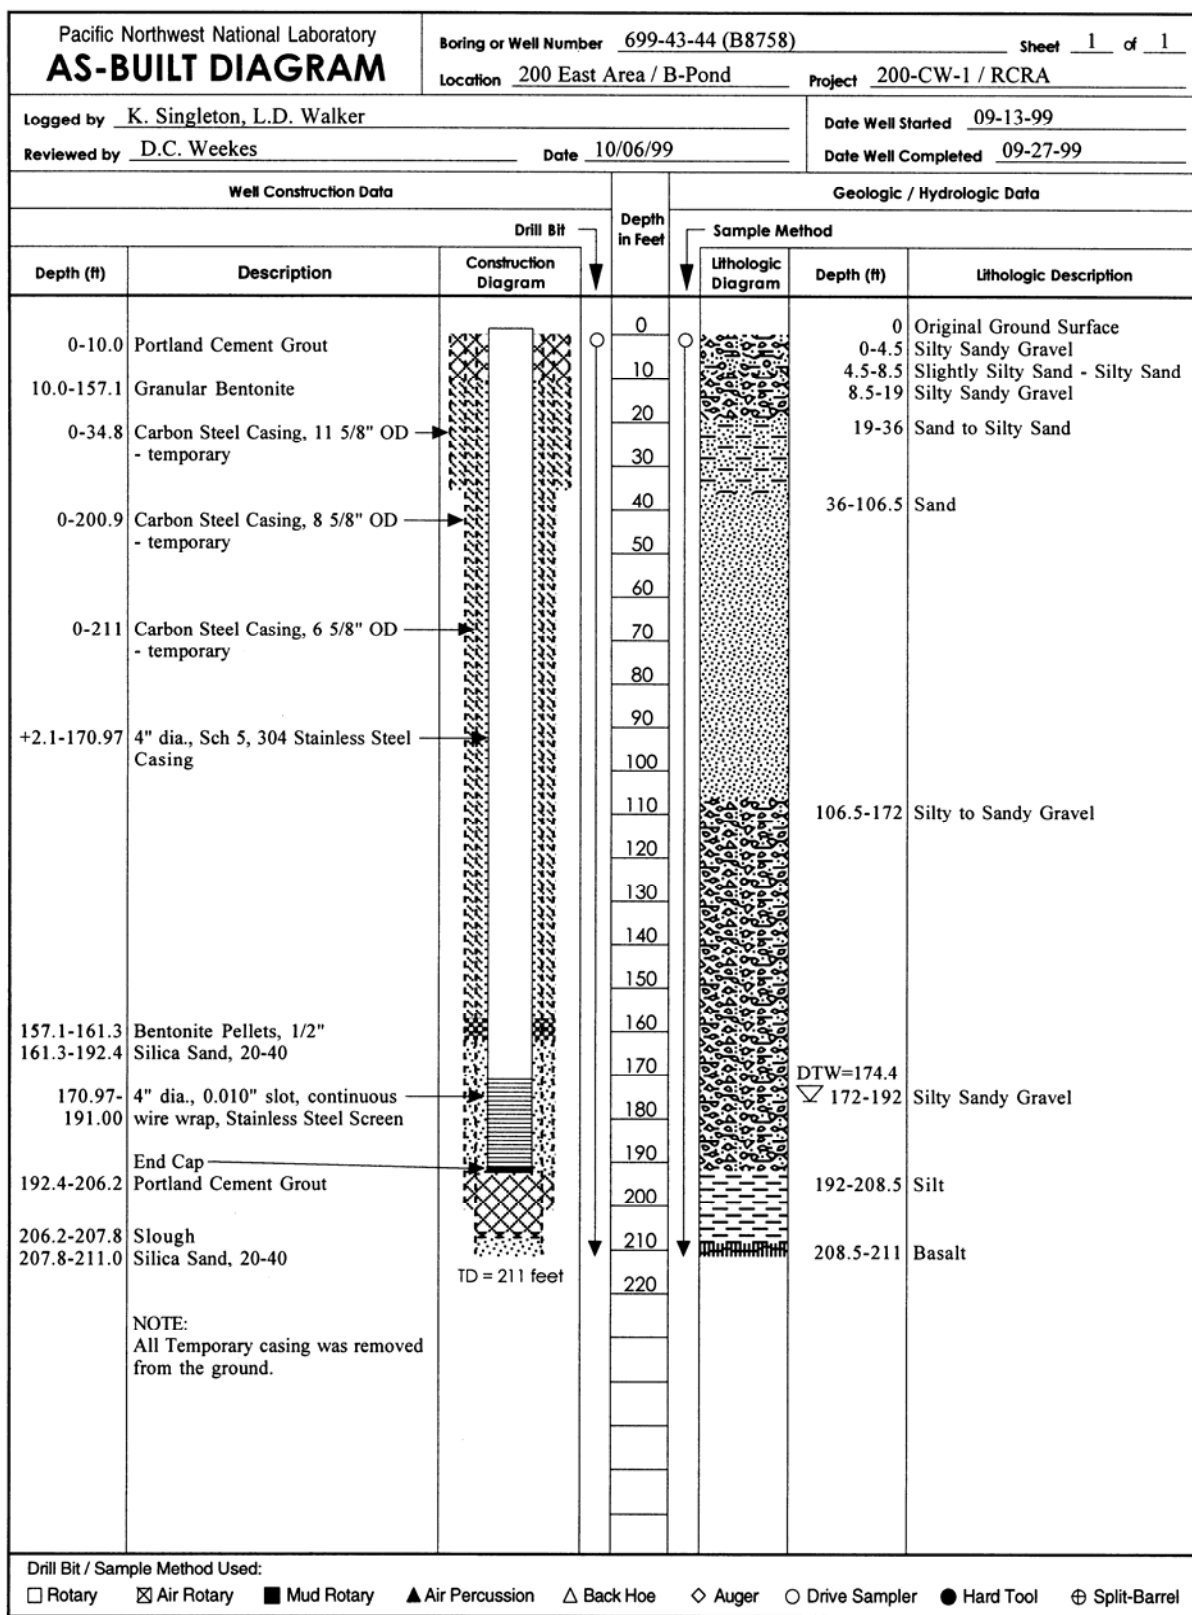 Pacific Northwest National Laboratory
AS-BUILT DIAGRAM
Boring or Well Number 699-43-44 (B8758) Sheet 1 of 1
Location 200 East Area / B-Pond Project 200-CW-1 / RCRA
Logged by K. Singleton, L.D. Walker
Reviewed by D.C. Weekes Date 10/06/99
Date Well Started 09-13-99
Date Well Completed 09-27-99
Well Construction Data
Depth in Feet
Geologic / Hydrologic Data
Drill Bit
Sample Method
Depth (ft)
Description
Construction Diagram
Lithologic Diagram
Depth (ft)
Lithologic Description
0-10.0 Portland Cement Grout
10.0-157.1 Granular Bentonite
0-34.8 Carbon Steel Casing, 11 5/8" OD
- temporary
0-200.9 Carbon Steel Casing, 8 5/8" OD
- temporary
0-211 Carbon Steel Casing, 6 5/8" OD
- temporary
+2.1-170.97 4" dia., Sch 5, 304 Stainless Steel
Casing
157.1-161.3 Bentonite Pellets, 1/2"
161.3-192.4 Silica Sand, 20-40
170.97- 4" dia., 0.010" slot, continuous
191.00 wire wrap, Stainless Steel Screen
End Cap
192.4-206.2 Portland Cement Grout
206.2-207.8 Slough
207.8-211.0 Silica Sand, 20-40
TD = 211 feet
NOTE:
All Temporary casing was removed
from the ground.
0
10
20
30
40
50
60
70
80
90
100
110
120
130
140
150
160
170
180
190
200
210
220
0 Original Ground Surface
0-4.5 Silty Sandy Gravel
4.5-8.5 Slightly Silty Sand - Silty Sand
8.5-19 Silty Sandy Gravel
19-36 Sand to Silty Sand
36-106.5 Sand
106.5-172 Silty to Sandy Gravel
DTW=174.4
172-192 Silty Sandy Gravel
192-208.5 Silt
208.5-211 Basalt
Drill Bit / Sample Method Used:
Rotary Air Rotary Mud Rotary Air Percussion Back Hoe Auger Drive Sampler Hard Tool Split-Barrel